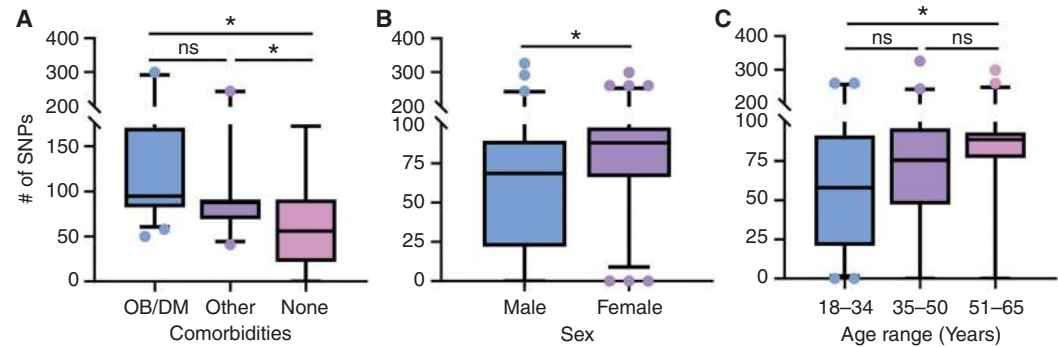 A
# of SNPs
400
300
200
150
100
50
0
*
ns
*
OB/DM Other None
Comorbidities
B
400
300
200
100
75
50
25
0
*
Male Female
Sex
C
400
300
200
100
75
50
25
0
*
ns ns
18–34 35–50 51–65
Age range (Years)